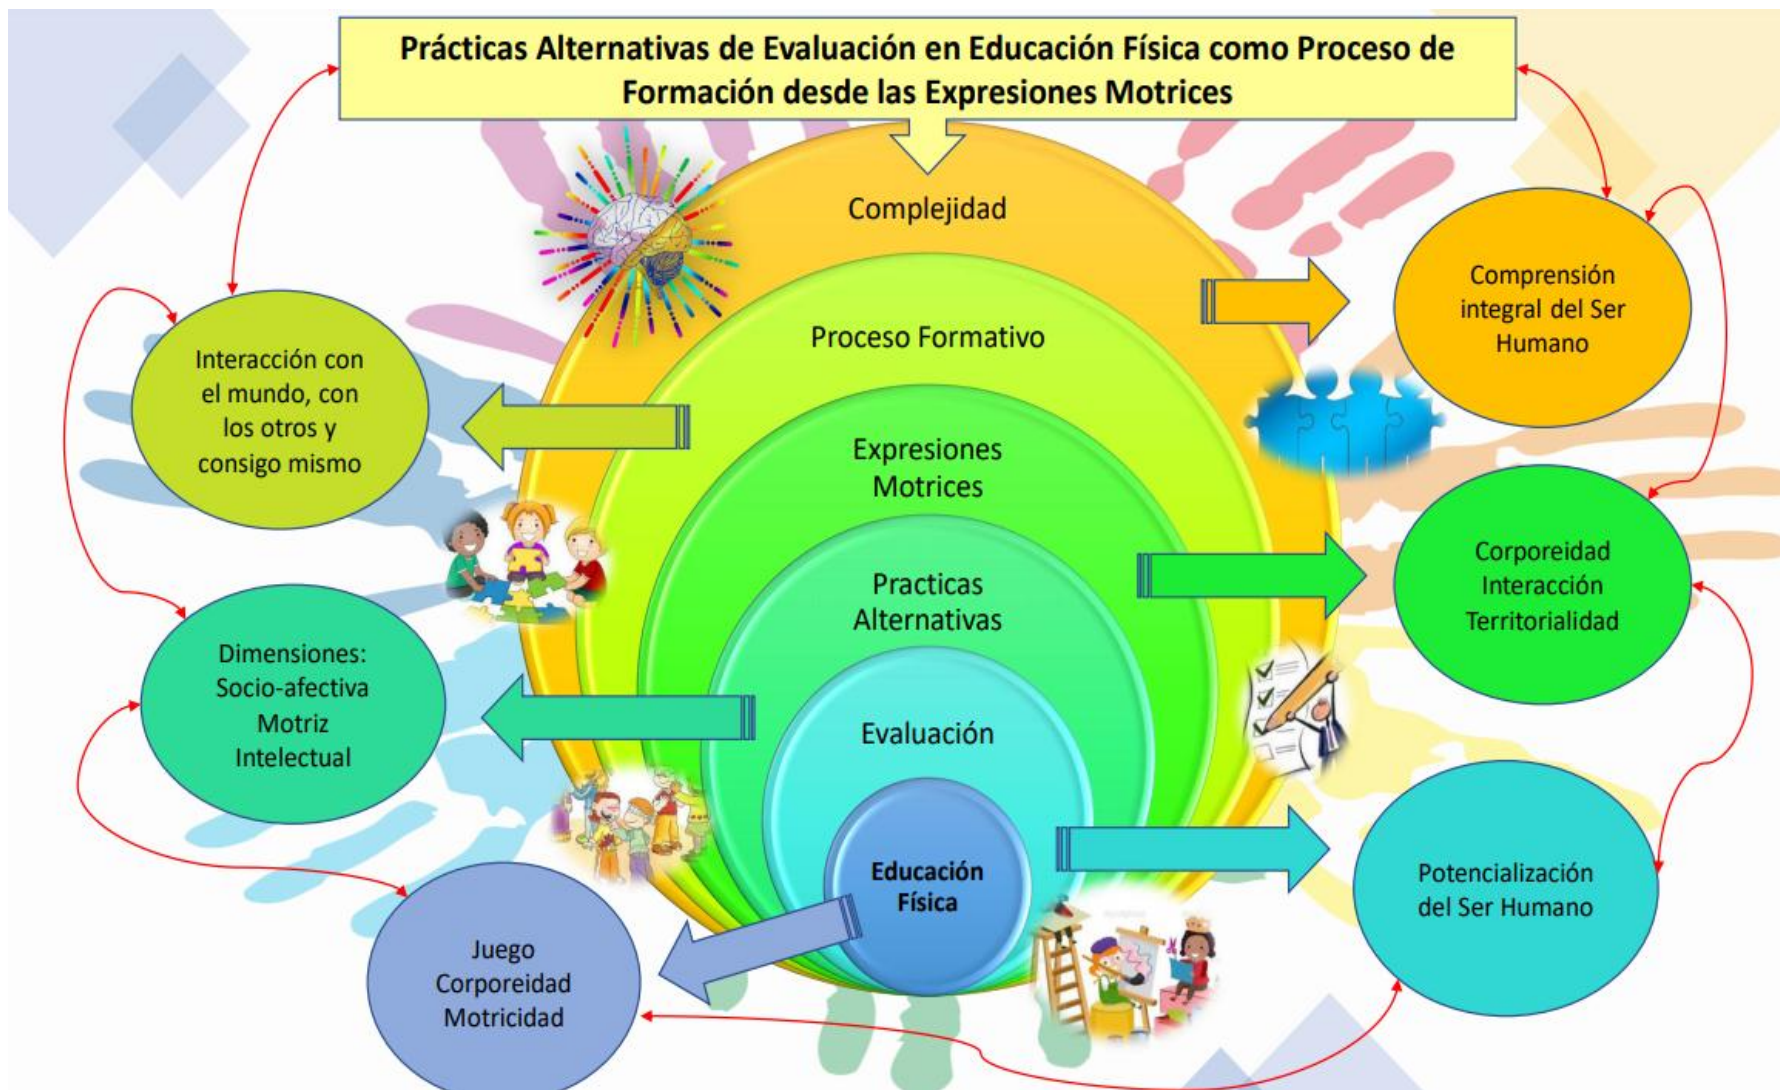 Prácticas Alternativas de Evaluación en Educación Física como Proceso de
Formación desde las Expresiones Motrices
Complejidad
Proceso Formativo
Expresiones
Motrices
Practicas
Alternativas
Evaluación
Educación
Física
Comprensión
integral del Ser
Humano
Interacción con
el mundo, con
los otros y
consigo mismo
Corporeidad
Interacción
Territorialidad
Dimensiones:
Socio-afectiva
Motriz
Intelectual
Potencialización
del Ser Humano
Juego
Corporeidad
Motricidad